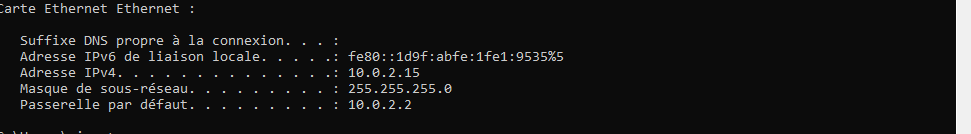 Carte Ethernet Ethernet :
Suffixe DNS propre à la connexion. . . :
Adresse IPv6 de liaison locale. . . . .: fe80::1d9f:abfe:1fe1:9535%5
Adresse IPv4. . . . . . . . . . . . . .: 10.0.2.15
Masque de sous-réseau. . . . . . . . . : 255.255.255.0
Passerelle par défaut. . . . . . . . . : 10.0.2.2